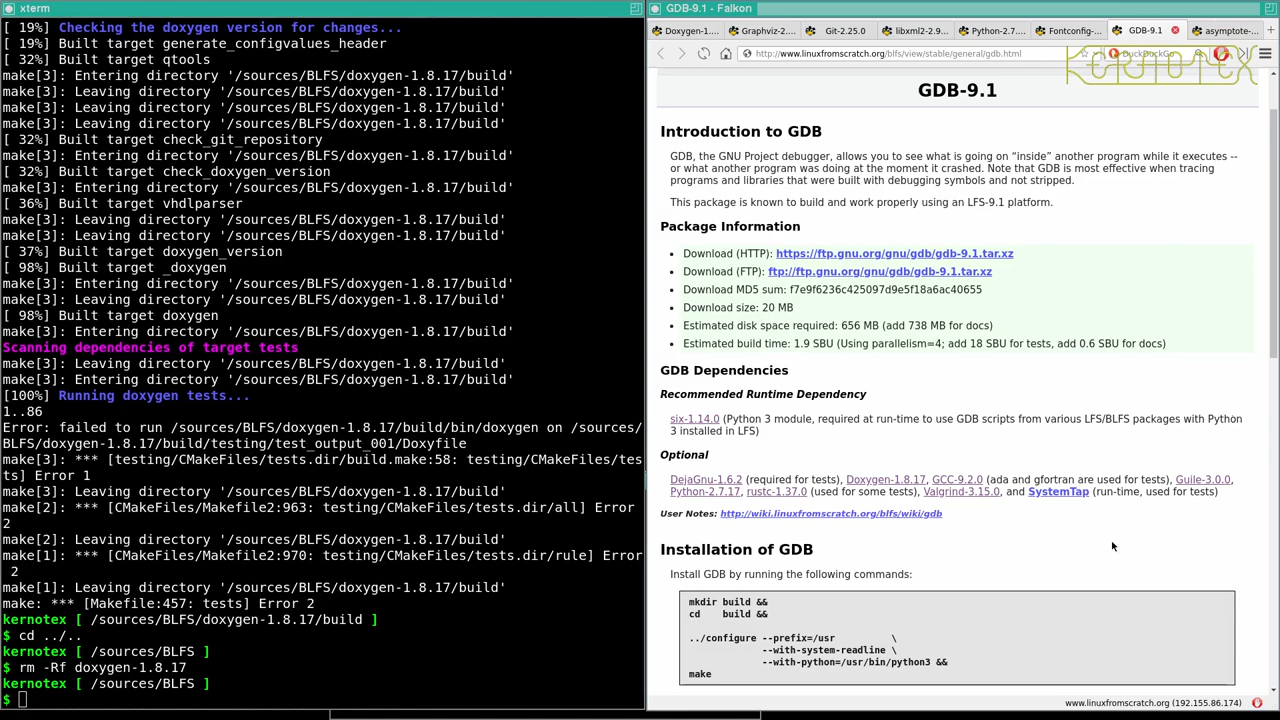 xterm
[ 19%] Checking the doxygen version for changes...
[ 19%] Built target generate_configvalues_header
[ 32%] Built target qtools
make[3]: Entering directory '/sources/BLFS/doxygen-1.8.17/build'
make[3]: Leaving directory '/sources/BLFS/doxygen-1.8.17/build'
make[3]: Entering directory '/sources/BLFS/doxygen-1.8.17/build'
make[3]: Leaving directory '/sources/BLFS/doxygen-1.8.17/build'
[ 32%] Built target check_git_repository
make[3]: Leaving directory '/sources/BLFS/doxygen-1.8.17/build'
[ 32%] Built target check_doxygen_version
make[3]: Entering directory '/sources/BLFS/doxygen-1.8.17/build'
[ 36%] Built target vhdlparser
make[3]: Leaving directory '/sources/BLFS/doxygen-1.8.17/build'
make[3]: Leaving directory '/sources/BLFS/doxygen-1.8.17/build'
[ 37%] Built target doxygen_version
[ 98%] Built target _doxygen
make[3]: Entering directory '/sources/BLFS/doxygen-1.8.17/build'
make[3]: Leaving directory '/sources/BLFS/doxygen-1.8.17/build'
[ 98%] Built target doxygen
make[3]: Entering directory '/sources/BLFS/doxygen-1.8.17/build'
Scanning dependencies of target tests
make[3]: Leaving directory '/sources/BLFS/doxygen-1.8.17/build'
make[3]: Entering directory '/sources/BLFS/doxygen-1.8.17/build'
[100%] Running doxygen tests...
1..86
Error: failed to run /sources/BLFS/doxygen-1.8.17/build/bin/doxygen on /sources/
BLFS/doxygen-1.8.17/build/testing/test_output_001/Doxyfile
make[3]: *** [testing/CMakeFiles/tests.dir/build.make:58: testing/CMakeFiles/tes
ts] Error 1
make[3]: Leaving directory '/sources/BLFS/doxygen-1.8.17/build'
make[2]: *** [CMakeFiles/Makefile2:963: testing/CMakeFiles/tests.dir/all] Error
2
make[2]: Leaving directory '/sources/BLFS/doxygen-1.8.17/build'
make[1]: *** [CMakeFiles/Makefile2:970: testing/CMakeFiles/tests.dir/rule] Error
2
make[1]: Leaving directory '/sources/BLFS/doxygen-1.8.17/build'
make: *** [Makefile:457: tests] Error 2
kernotex [ /sources/BLFS/doxygen-1.8.17/build ]
$ cd ../..
kernotex [ /sources/BLFS ]
$ rm -Rf doxygen-1.8.17
kernotex [ /sources/BLFS ]
$
GDB-9.1 - Falkon
Doxygen-1.... Graphviz-2.... Git-2.25.0 libxml2-2.9... Python-2.7... Fontconfig-... GDB-9.1 asymptote-...
http://www.linuxfromscratch.org/blfs/view/stable/general/gdb.html DuckDuckGo
KERNOTEX
GDB-9.1
Introduction to GDB
GDB, the GNU Project debugger, allows you to see what is going on “inside” another program while it executes --
or what another program was doing at the moment it crashed. Note that GDB is most effective when tracing
programs and libraries that were built with debugging symbols and not stripped.
This package is known to build and work properly using an LFS-9.1 platform.
Package Information
• Download (HTTP): https://ftp.gnu.org/gnu/gdb/gdb-9.1.tar.xz
• Download (FTP): ftp://ftp.gnu.org/gnu/gdb/gdb-9.1.tar.xz
• Download MD5 sum: f7e9f6236c425097d9e5f18a6ac40655
• Download size: 20 MB
• Estimated disk space required: 656 MB (add 738 MB for docs)
• Estimated build time: 1.9 SBU (Using parallelism=4; add 18 SBU for tests, add 0.6 SBU for docs)
GDB Dependencies
Recommended Runtime Dependency
six-1.14.0 (Python 3 module, required at run-time to use GDB scripts from various LFS/BLFS packages with Python
3 installed in LFS)
Optional
DejaGnu-1.6.2 (required for tests), Doxygen-1.8.17, GCC-9.2.0 (ada and gfortran are used for tests), Guile-3.0.0,
Python-2.7.17, rustc-1.37.0 (used for some tests), Valgrind-3.15.0, and SystemTap (run-time, used for tests)
User Notes: http://wiki.linuxfromscratch.org/blfs/wiki/gdb
Installation of GDB
Install GDB by running the following commands:
mkdir build &&
cd build &&
../configure --prefix=/usr \
--with-system-readline \
--with-python=/usr/bin/python3 &&
make
www.linuxfromscratch.org (192.155.86.174)